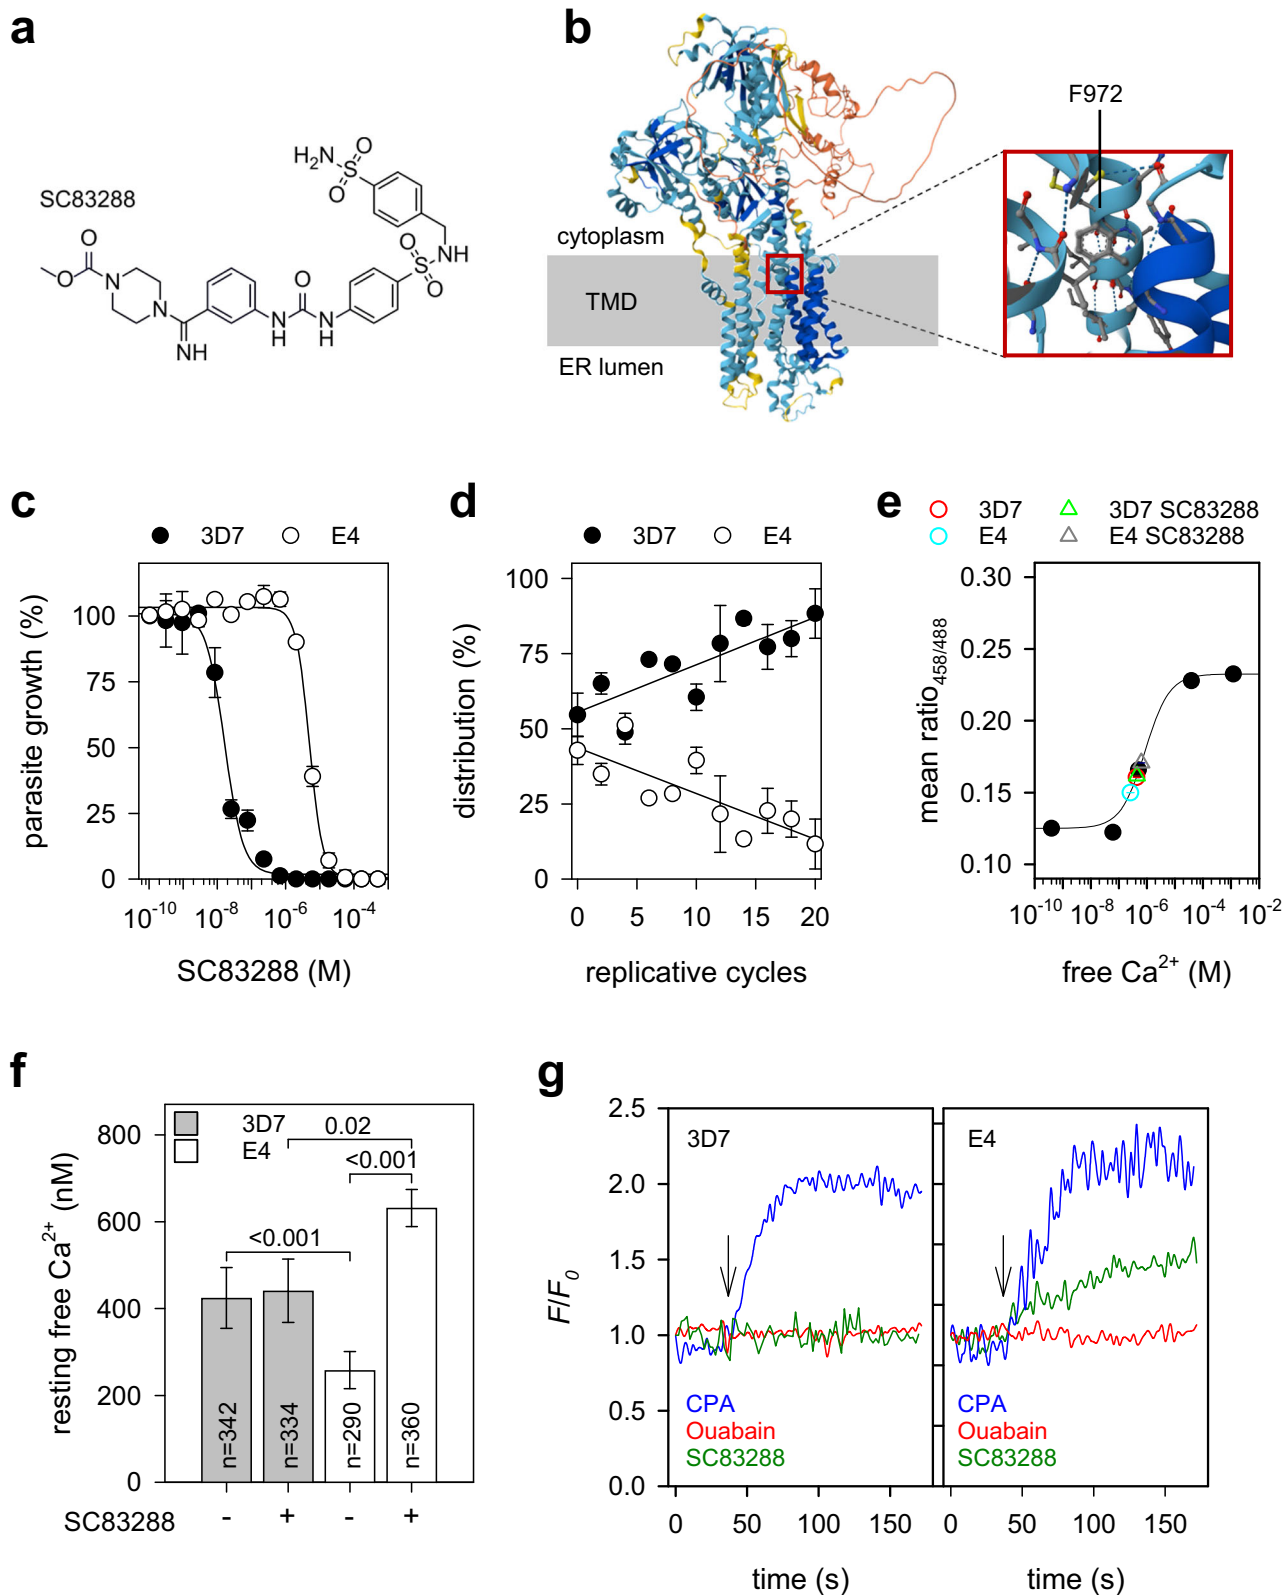 a
SC83288
H2N
S
O
O
O
O
N
N
NH
O
N
H
N
H
S
O
O
NH
b
F972
cytoplasm
TMD
ER lumen
c
3D7 E4
parasite growth (%)
100
75
50
25
0
10-10 10-8 10-6 10-4
SC83288 (M)
d
3D7 E4
distribution (%)
100
75
50
25
0
0 5 10 15 20
replicative cycles
e
3D7 3D7 SC83288
E4 E4 SC83288
mean ratio458/488
0.30
0.25
0.20
0.15
0.10
10-10 10-8 10-6 10-4 10-2
free Ca2+ (M)
f
3D7
E4
resting free Ca2+ (nM)
800
600
400
200
0
0.02
<0.001
<0.001
n=342 n=334 n=290 n=360
SC83288 - + - +
g
F/F0
2.5
2.0
1.5
1.0
0.5
0.0
3D7
CPA
Ouabain
SC83288
0 50 100 150
time (s)
E4
CPA
Ouabain
SC83288
0 50 100 150
time (s)